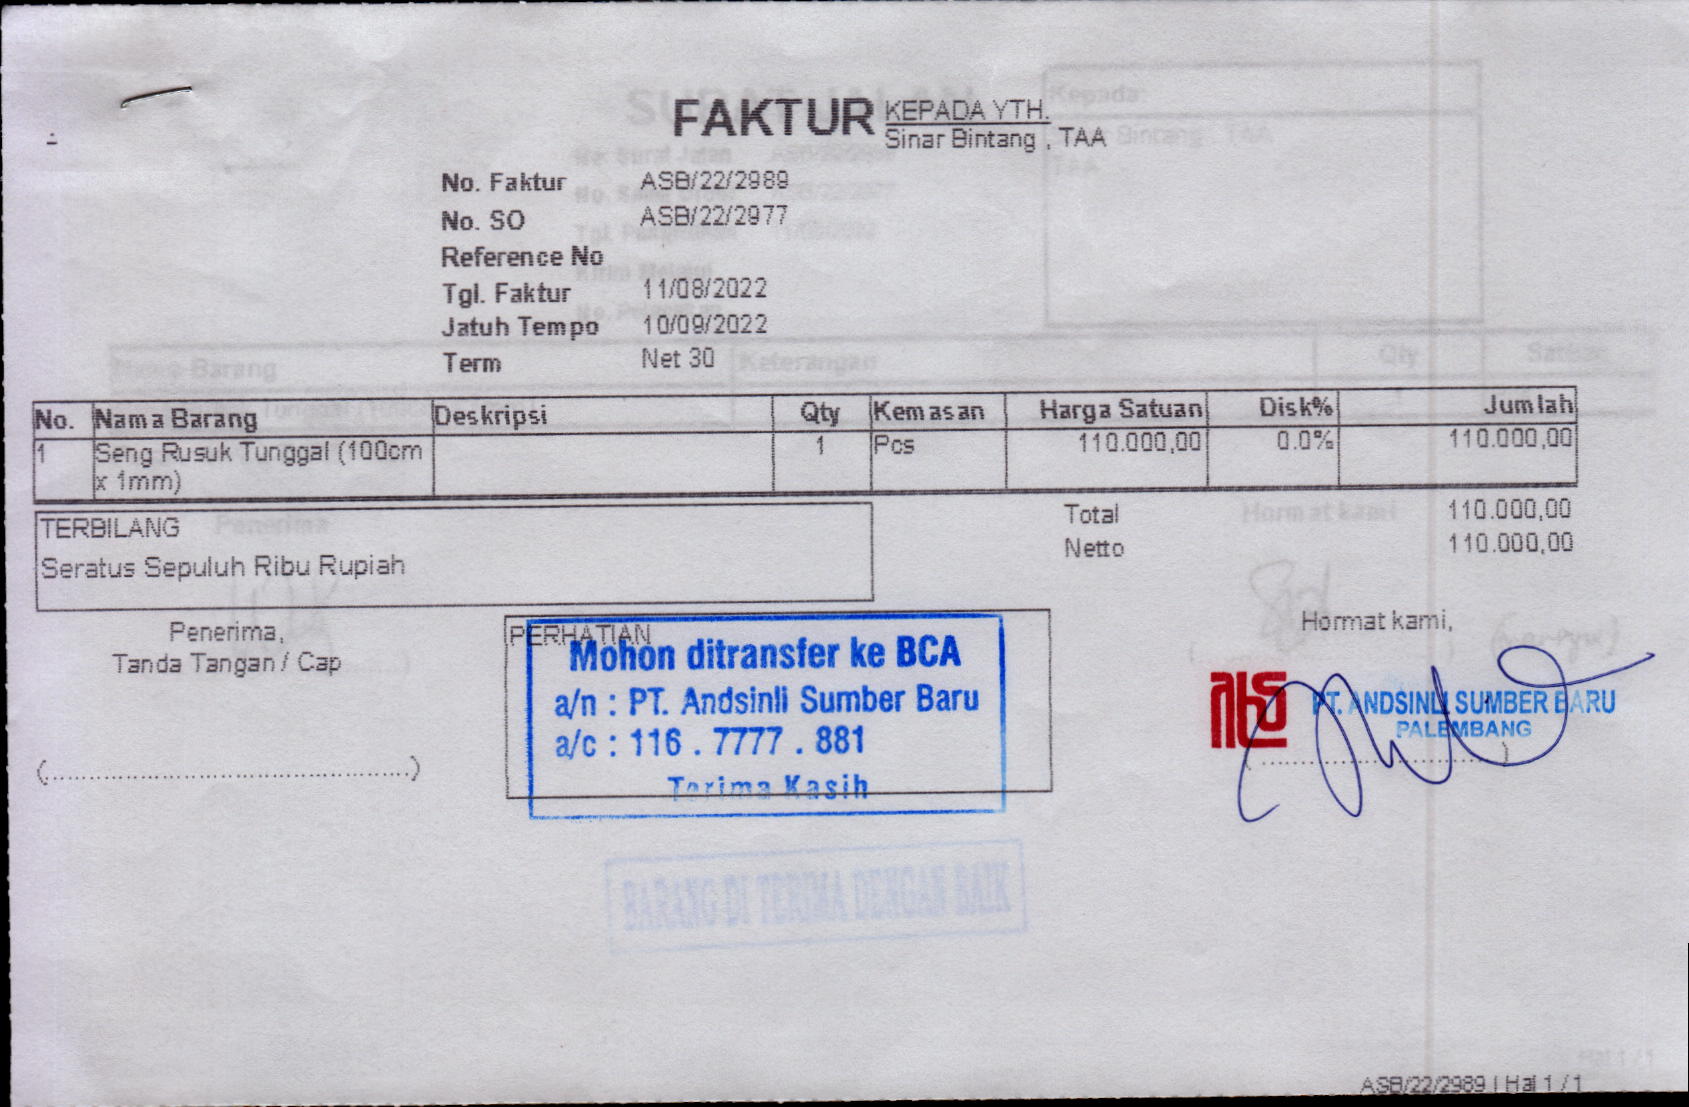 FAKTUR
KEPADA YTH.
Sinar Bintang , TAA
No. Faktur ASB/22/2989
No. SO ASB/22/2977
Reference No
Tgl. Faktur 11/08/2022
Jatuh Tempo 10/09/2022
Term Net 30
No. Nama Barang Deskripsi Qty Kemasan Harga Satuan Disk% Jumlah
1 Seng Rusuk Tunggal (100cm 1 Pcs 110.000,00 0.0% 110.000,00
x 1mm)
Total 110.000,00
Netto 110.000,00
TERBILANG
Seratus Sepuluh Ribu Rupiah
Penerima,
Tanda Tangan / Cap
(..............................................)
PERHATIAN
Mohon ditransfer ke BCA
a/n : PT. Andsinli Sumber Baru
a/c : 116 . 7777 . 881
Terima Kasih
Hormat kami,
PT. ANDSINLI SUMBER BARU
PALEMBANG
BARANG DI TERIMA DENGAN BAIK
ASB/22/2989 | Hal 1 / 1